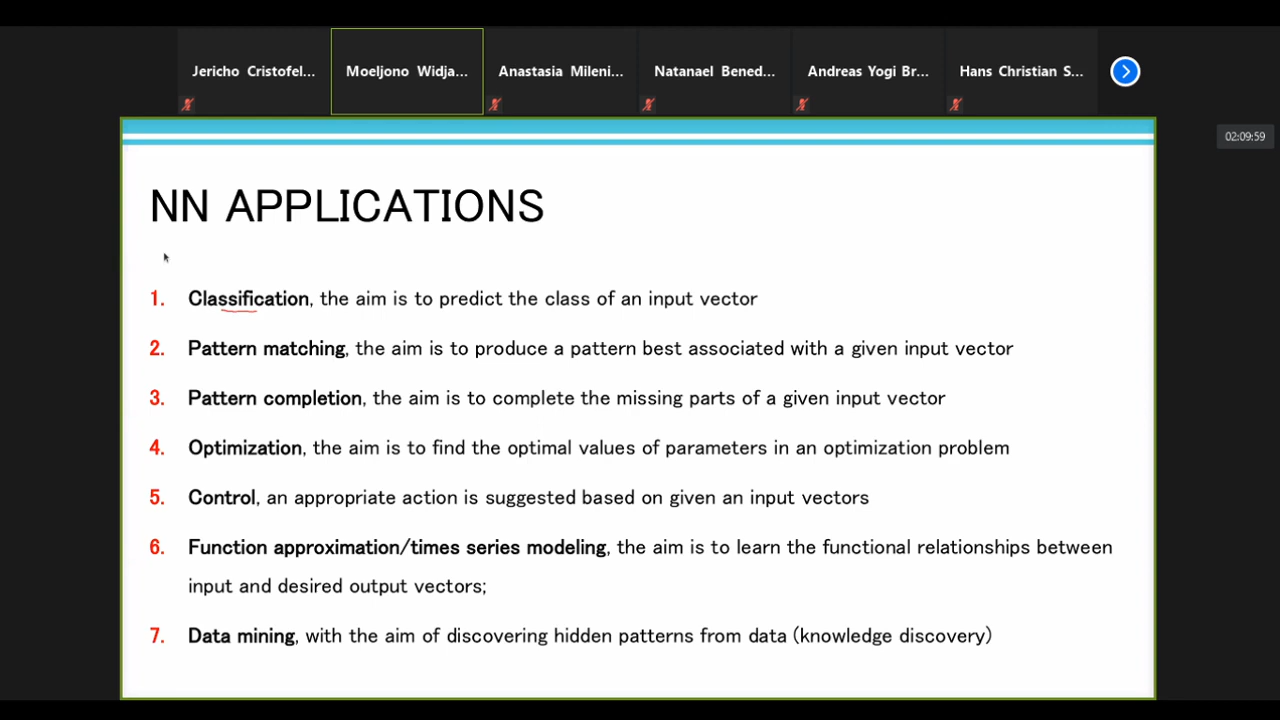 Jericho Cristofel...
Moeljono Widja...
Anastasia Mileni...
Natanael Bened...
Andreas Yogi Br...
Hans Christian S...
02:09:59
NN APPLICATIONS
1. Classification, the aim is to predict the class of an input vector
2. Pattern matching, the aim is to produce a pattern best associated with a given input vector
3. Pattern completion, the aim is to complete the missing parts of a given input vector
4. Optimization, the aim is to find the optimal values of parameters in an optimization problem
5. Control, an appropriate action is suggested based on given an input vectors
6. Function approximation/times series modeling, the aim is to learn the functional relationships between
input and desired output vectors;
7. Data mining, with the aim of discovering hidden patterns from data (knowledge discovery)